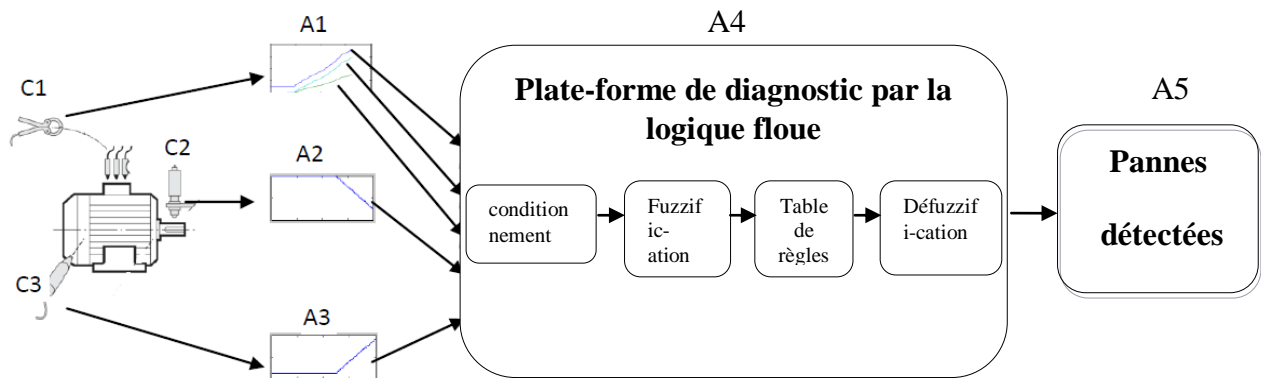 A1
C1
C2
A2
C3
A3
A4
Plate-forme de diagnostic par la
logique floue
condition
nement
Fuzzif
ic-
ation
Table
de
règles
Défuzzif
i-cation
A5
Pannes
détectées